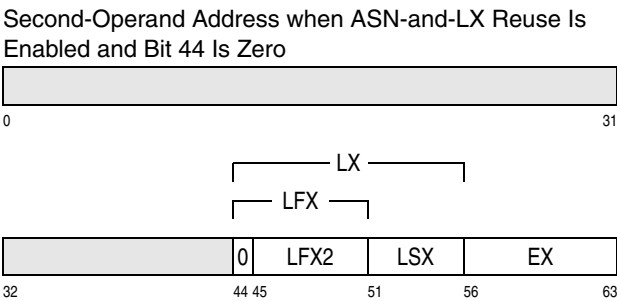 Second-Operand Address when ASN-and-LX Reuse Is
Enabled and Bit 44 Is Zero
0 31
LX
LFX
0 LFX2 LSX EX
32 44 45 51 56 63